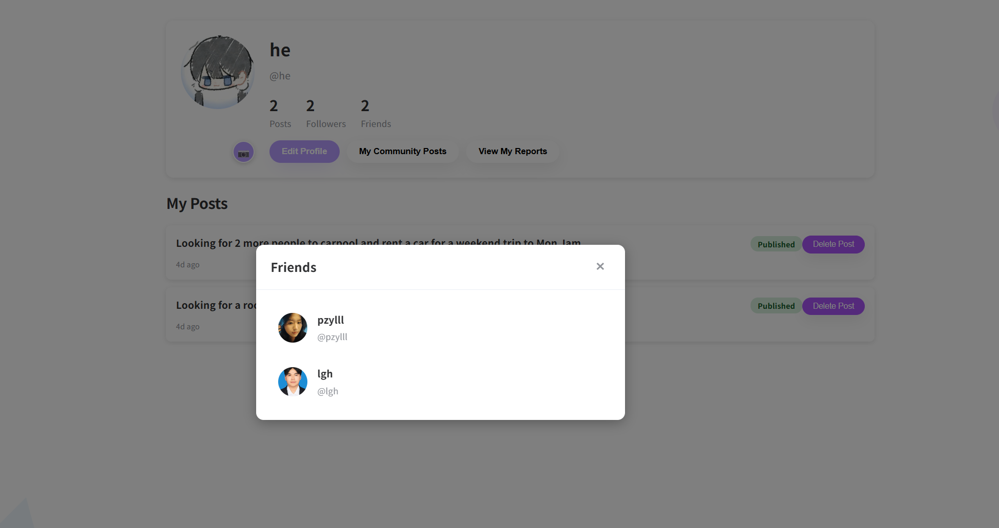 he
@he
2 2 2
Posts Followers Friends
Edit Profile My Community Posts View My Reports
My Posts
Looking for 2 more people to carpool and rent a car for a weekend trip to Mon Jam
Published Delete Post
4d ago
Looking for a
Published Delete Post
4d ago
Friends
pzylll
@pzylll
lgh
@lgh